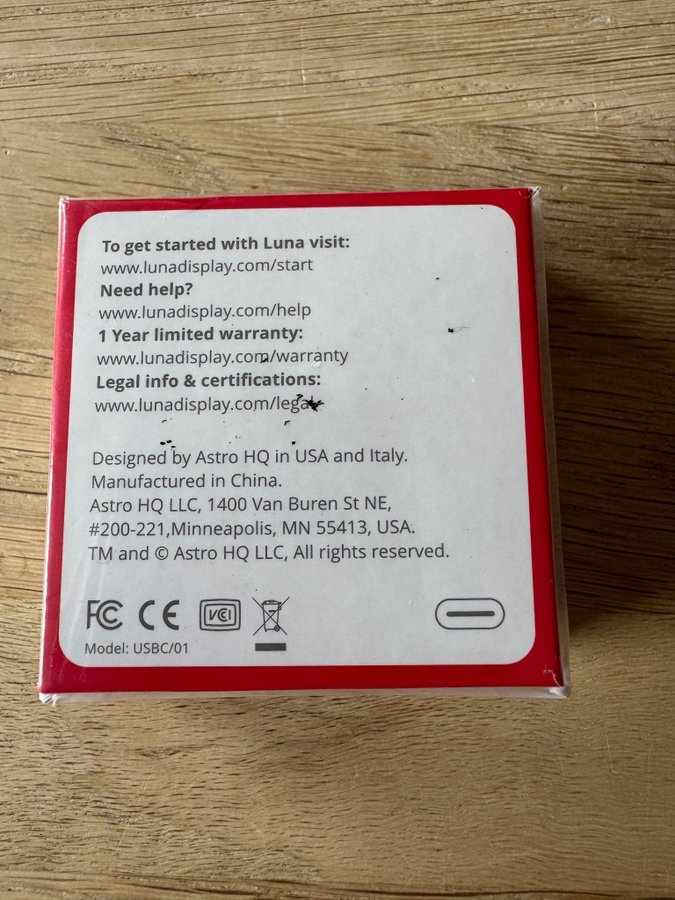 To get started with Luna visit:
www.lunadisplay.com/start
Need help?
www.lunadisplay.com/help
1 Year limited warranty:
www.lunadisplay.com/warranty
Legal info & certifications:
www.lunadisplay.com/legal
Designed by Astro HQ in USA and Italy.
Manufactured in China.
Astro HQ LLC, 1400 Van Buren St NE,
#200-221,Minneapolis, MN 55413, USA.
TM and © Astro HQ LLC, All rights reserved.
FC CE VCI
Model: USBC/01